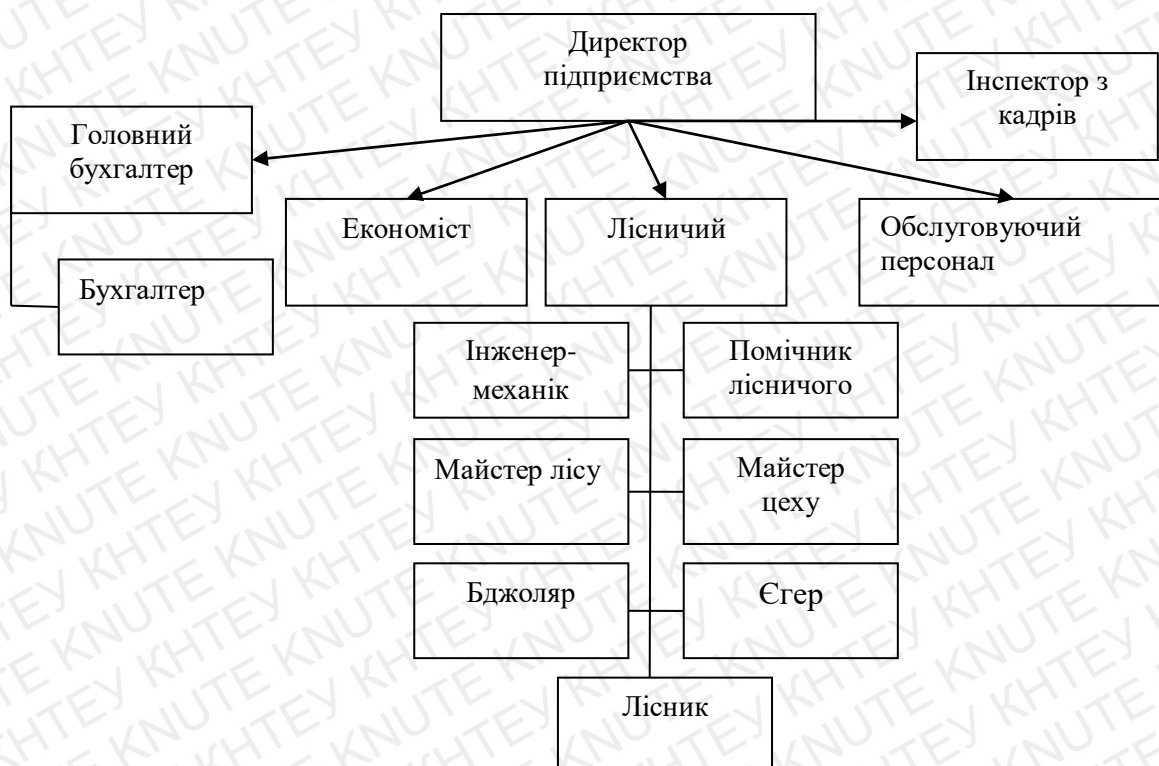 Директор
підприємства
Інспектор з
кадрів
Головний
бухгалтер
Економіст
Лісничий
Обслуговуючий
персонал
Бухгалтер
Інженер-
механік
Помічник
лісничого
Майстер лісу
Майстер
цеху
Бджоляр
Єгер
Лісник